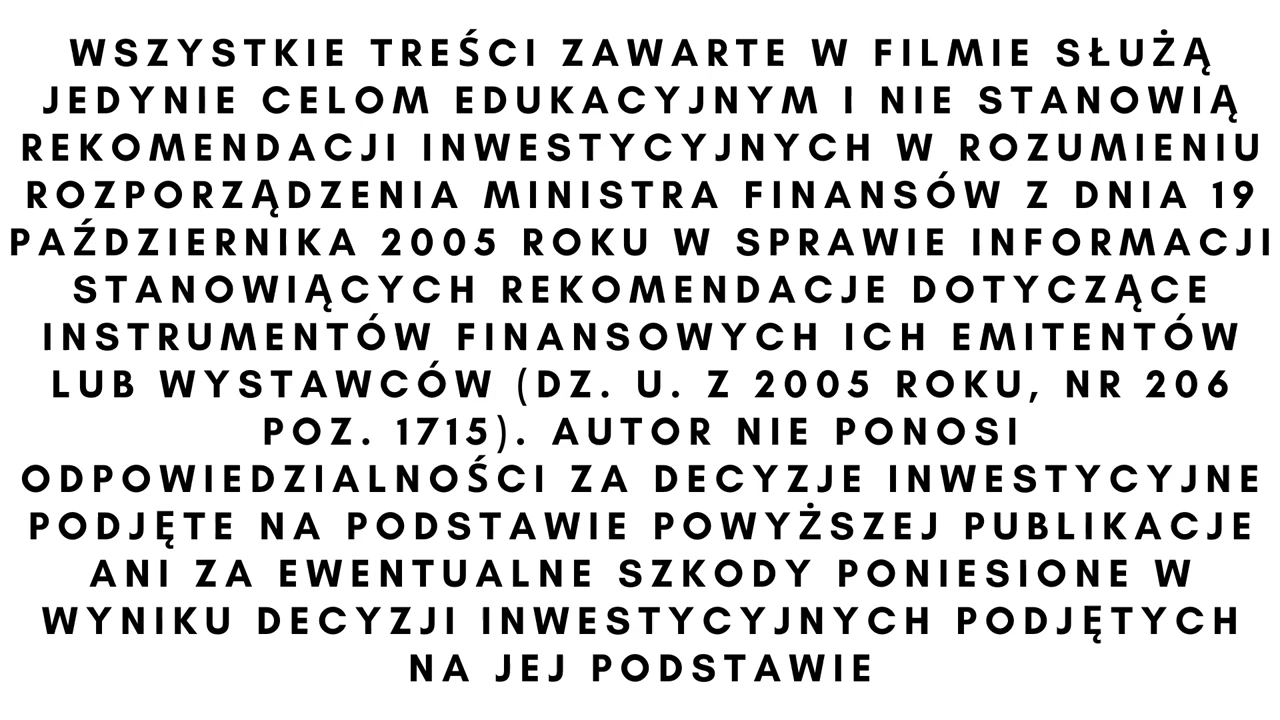 WSZYSTKIE TREŚCI ZAWARTE W FILMIE SŁUŻĄ
JEDYNIE CELOM EDUKACYJNYM I NIE STANOWIĄ
REKOMENDACJI INWESTYCYJNYCH W ROZUMIENIU
ROZPORZĄDZENIA MINISTRA FINANSÓW Z DNIA 19
PAŹDZIERNIKA 2005 ROKU W SPRAWIE INFORMACJI
STANOWIĄCYCH REKOMENDACJE DOTYCZĄCE
INSTRUMENTÓW FINANSOWYCH ICH EMITENTÓW
LUB WYSTAWCÓW (DZ. U. Z 2005 ROKU, NR 206
POZ. 1715). AUTOR NIE PONOSI
ODPOWIEDZIALNOŚCI ZA DECYZJE INWESTYCYJNE
PODJĘTE NA PODSTAWIE POWYŻSZEJ PUBLIKACJE
ANI ZA EWENTUALNE SZKODY PONIESIONE W
WYNIKU DECYZJI INWESTYCYJNYCH PODJĘTYCH
NA JEJ PODSTAWIE